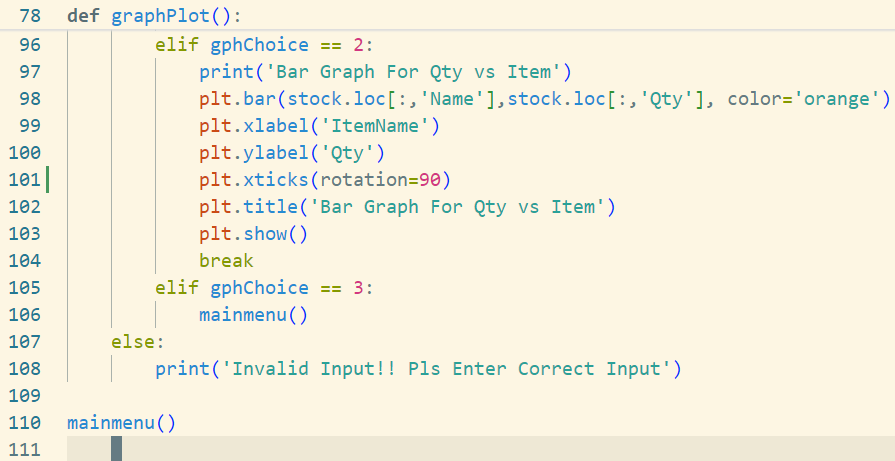 78 def graphPlot():
96 elif gphChoice == 2:
97 print('Bar Graph For Qty vs Item')
98 plt.bar(stock.loc[:,'Name'],stock.loc[:,'Qty'], color='orange')
99 plt.xlabel('ItemName')
100 plt.ylabel('Qty')
101 plt.xticks(rotation=90)
102 plt.title('Bar Graph For Qty vs Item')
103 plt.show()
104 break
105 elif gphChoice == 3:
106 mainmenu()
107 else:
108 print('Invalid Input!! Pls Enter Correct Input')
109
110 mainmenu()
111